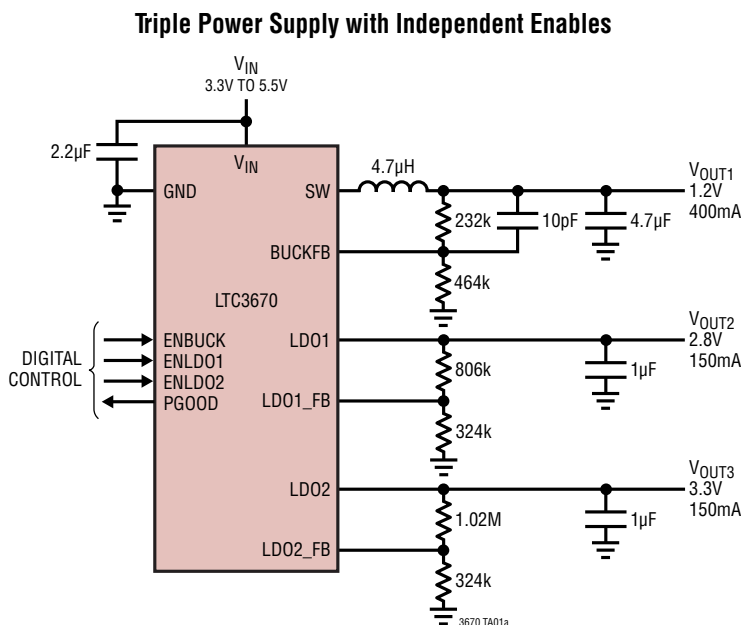 Triple Power Supply with Independent Enables
VIN
3.3V TO 5.5V
2.2µF
VIN
GND
SW
4.7µH
VOUT1
1.2V
400mA
232k
10pF
4.7µF
BUCKFB
464k
LTC3670
DIGITAL
CONTROL
ENBUCK
ENLDO1
ENLDO2
PGOOD
LDO1
VOUT2
2.8V
150mA
806k
1µF
LDO1_FB
324k
LDO2
VOUT3
3.3V
150mA
1.02M
1µF
LDO2_FB
324k
3670 TA01a